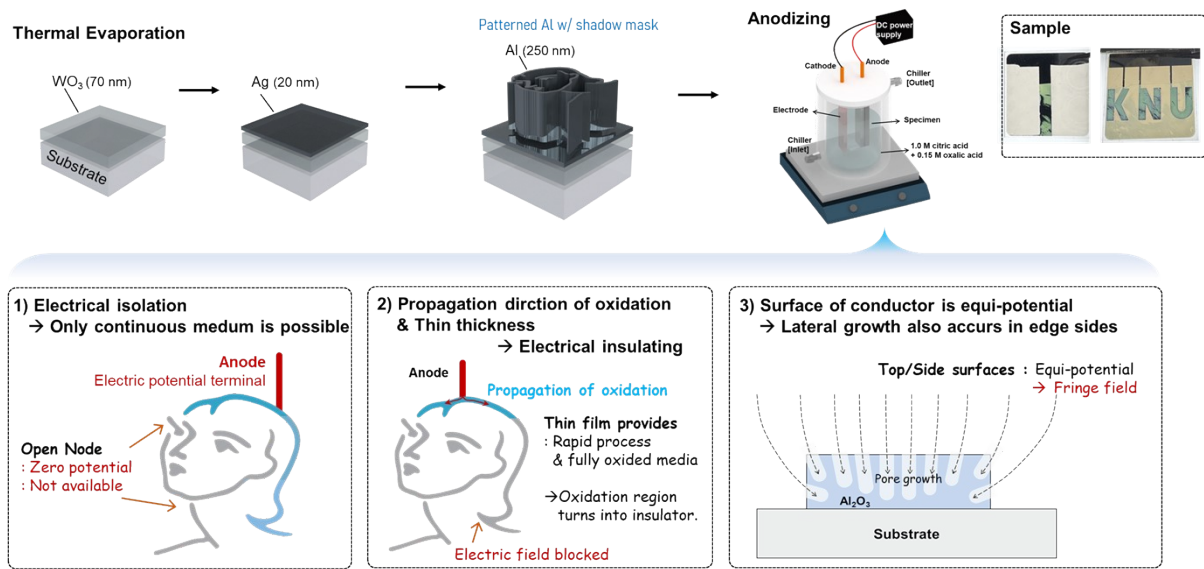 Thermal Evaporation
WO3 (70 nm)
Substrate
Ag (20 nm)
Patterned Al w/ shadow mask
Al (250 nm)
Anodizing
DC power
supply
Cathode
Anode
Chiller
[Outlet]
Electrode
Specimen
Chiller
[Inlet]
1.0 M citric acid
+ 0.15 M oxalic acid
Sample
KNU
1) Electrical isolation
→ Only continuous medum is possible
Anode
Electric potential terminal
Open Node
: Zero potential
: Not available
2) Propagation dirction of oxidation
& Thin thickness
→ Electrical insulating
Anode
Propagation of oxidation
Thin film provides
: Rapid process
& fully oxided media
→Oxidation region
turns into insulator.
Electric field blocked
3) Surface of conductor is equi-potential
→ Lateral growth also accurs in edge sides
Top/Side surfaces : Equi-potential
→ Fringe field
Pore growth
Al2O3
Substrate